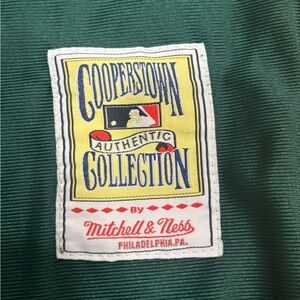 COOPERSTOWN
AUTHENTIC
COLLECTION
BY
Mitchell & Ness
PHILADELPHIA.PA.